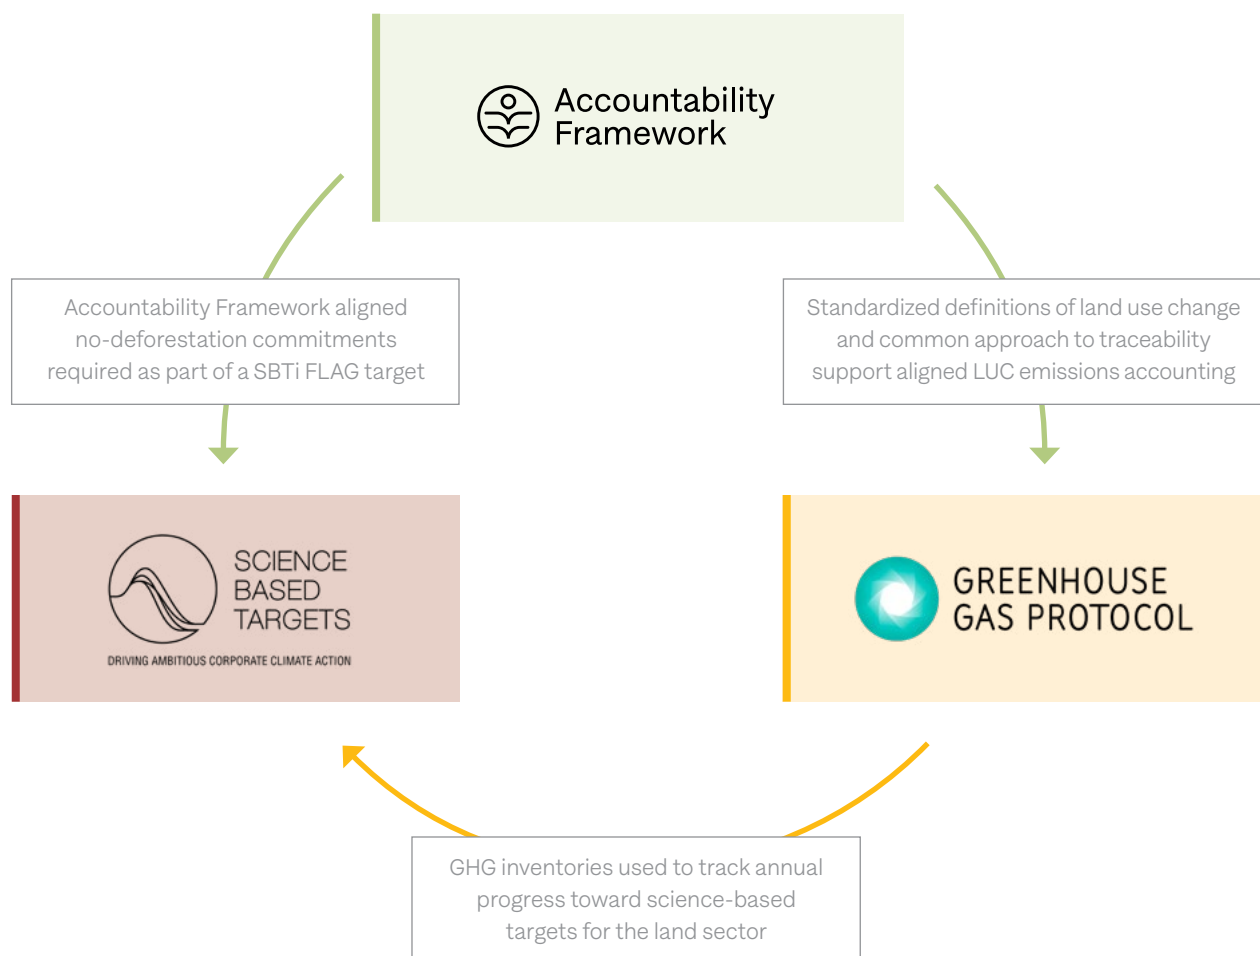 Accountability
Framework
Accountability Framework aligned
no-deforestation commitments
required as part of a SBTi FLAG target
Standardized definitions of land use change
and common approach to traceability
support aligned LUC emissions accounting
SCIENCE
BASED
TARGETS
DRIVING AMBITIOUS CORPORATE CLIMATE ACTION
GREENHOUSE
GAS PROTOCOL
GHG inventories used to track annual
progress toward science-based
targets for the land sector